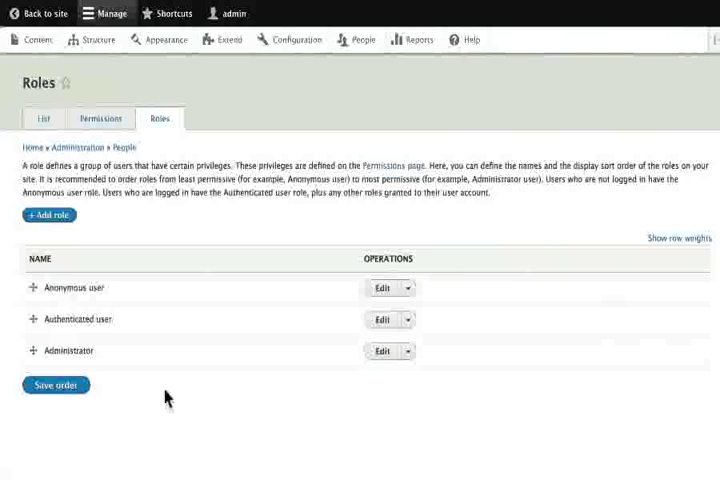 Back to site Manage Shortcuts admin
Content Structure Appearance Extend Configuration People Reports Help
Roles
List Permissions Roles
Home » Administration » People
A role defines a group of users that have certain privileges. These privileges are defined on the Permissions page. Here, you can define the names and the display sort order of the roles on your
site. It is recommended to order roles from least permissive (for example, Anonymous user) to most permissive (for example, Administrator user). Users who are not logged in have the
Anonymous user role. Users who are logged in have the Authenticated user role, plus any other roles granted to their user account.
+ Add role
Show row weights
NAME OPERATIONS
Anonymous user Edit
Authenticated user Edit
Administrator Edit
Save order